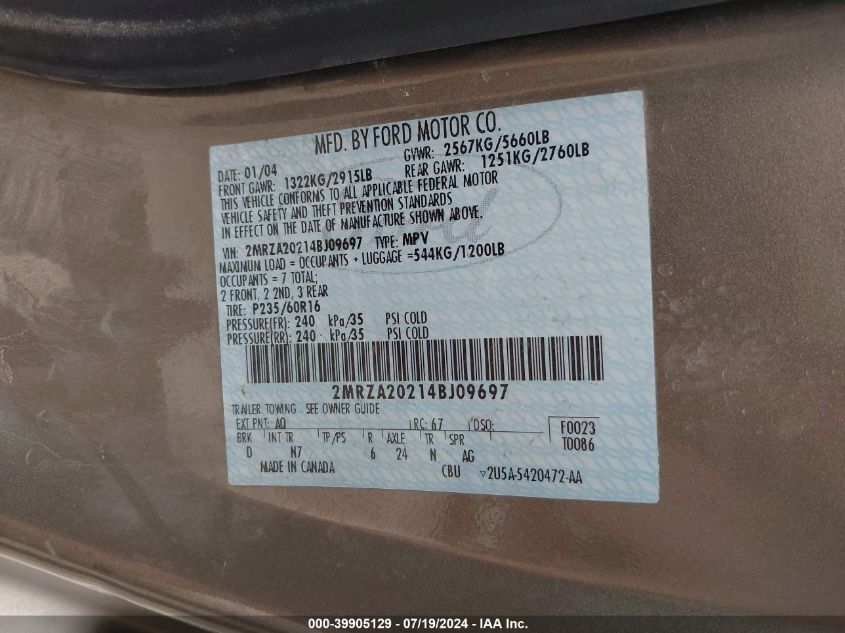 MFD. BY FORD MOTOR CO.
DATE: 01/04 GVWR: 2567KG/5660LB
FRONT GAWR: 1322KG/2915LB REAR GAWR: 1251KG/2760LB
THIS VEHICLE CONFORMS TO ALL APPLICABLE FEDERAL MOTOR
VEHICLE SAFETY AND THEFT PREVENTION STANDARDS
IN EFFECT ON THE DATE OF MANUFACTURE SHOWN ABOVE.
VIN: 2MRZA20214BJ09697 TYPE: MPV
MAXIMUM LOAD = OCCUPANTS + LUGGAGE =544KG/1200LB
OCCUPANTS = 7 TOTAL;
2 FRONT, 2 2ND, 3 REAR
TIRE: P235/60R16
PRESSURE(FR): 240 kPa/35 PSI COLD
PRESSURE(RR): 240 kPa/35 PSI COLD
2MRZA20214BJ09697
TRAILER TOWING SEE OWNER GUIDE
EXT PNT: AQ RC: 67 DSO: F0023
BRK INT TR TP/PS R AXLE TR SPR T0086
D N7 6 24 N AG
MADE IN CANADA CBU ▽2U5A-5420472-AA
000-39905129 - 07/19/2024 - IAA Inc.